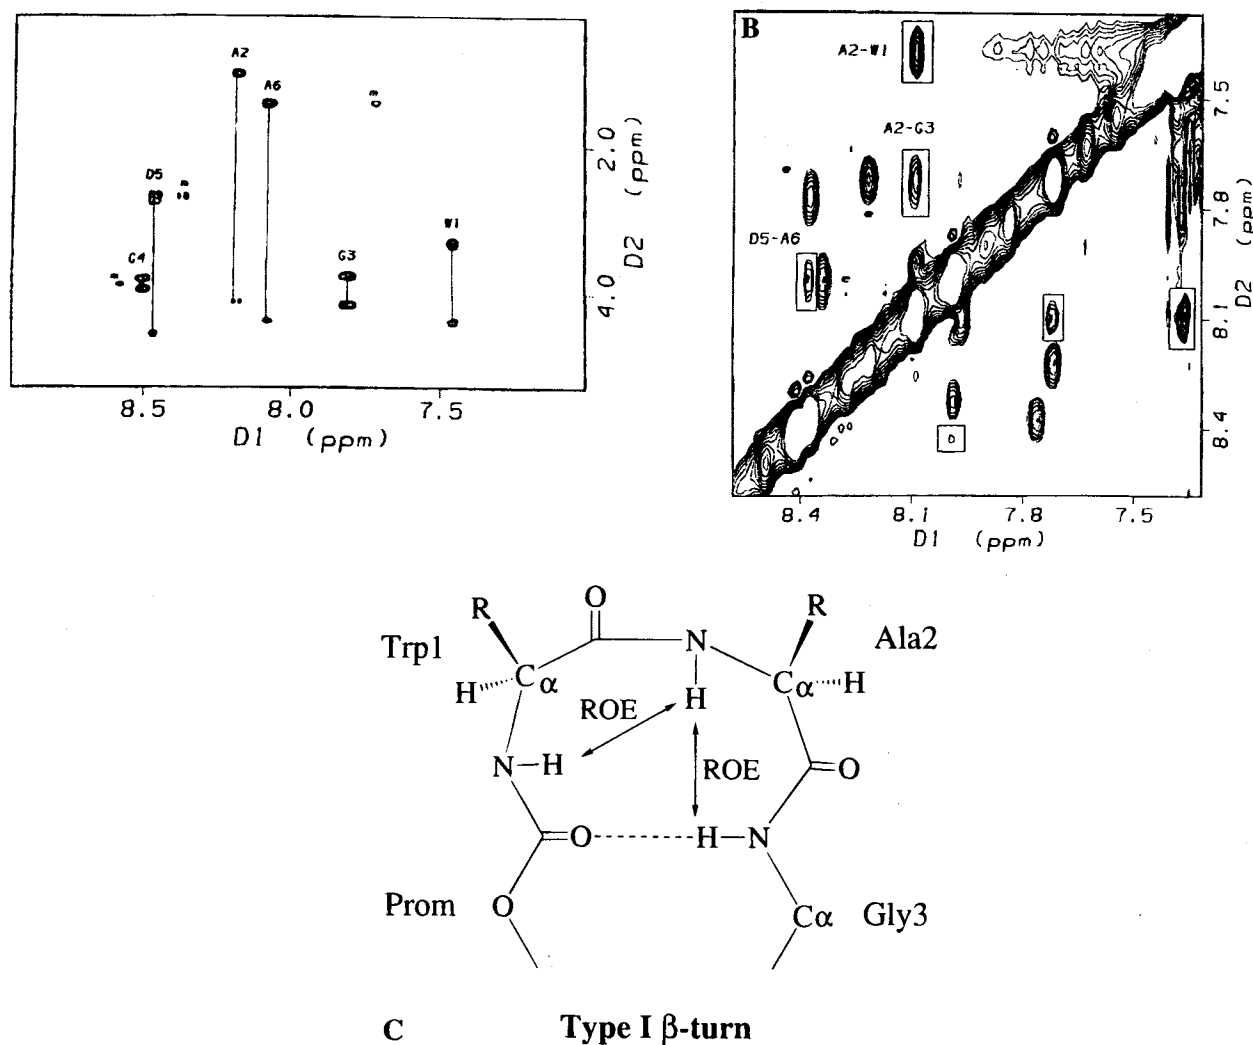 A2
A6
m
D5
m
G4
m
G3
W1
2.0
4.0
D2 (ppm)
8.5 8.0 7.5
D1 (ppm)
B
A2-W1
A2-G3
D5-A6
7.5
7.8
8.1
8.4
D2 (ppm)
8.4 8.1 7.8 7.5
D1 (ppm)
R O R
Trp1 N Ala2
H Cα H Cα H
ROE
N-H ROE O
O H-N
Prom O Cα Gly3
C Type I β-turn